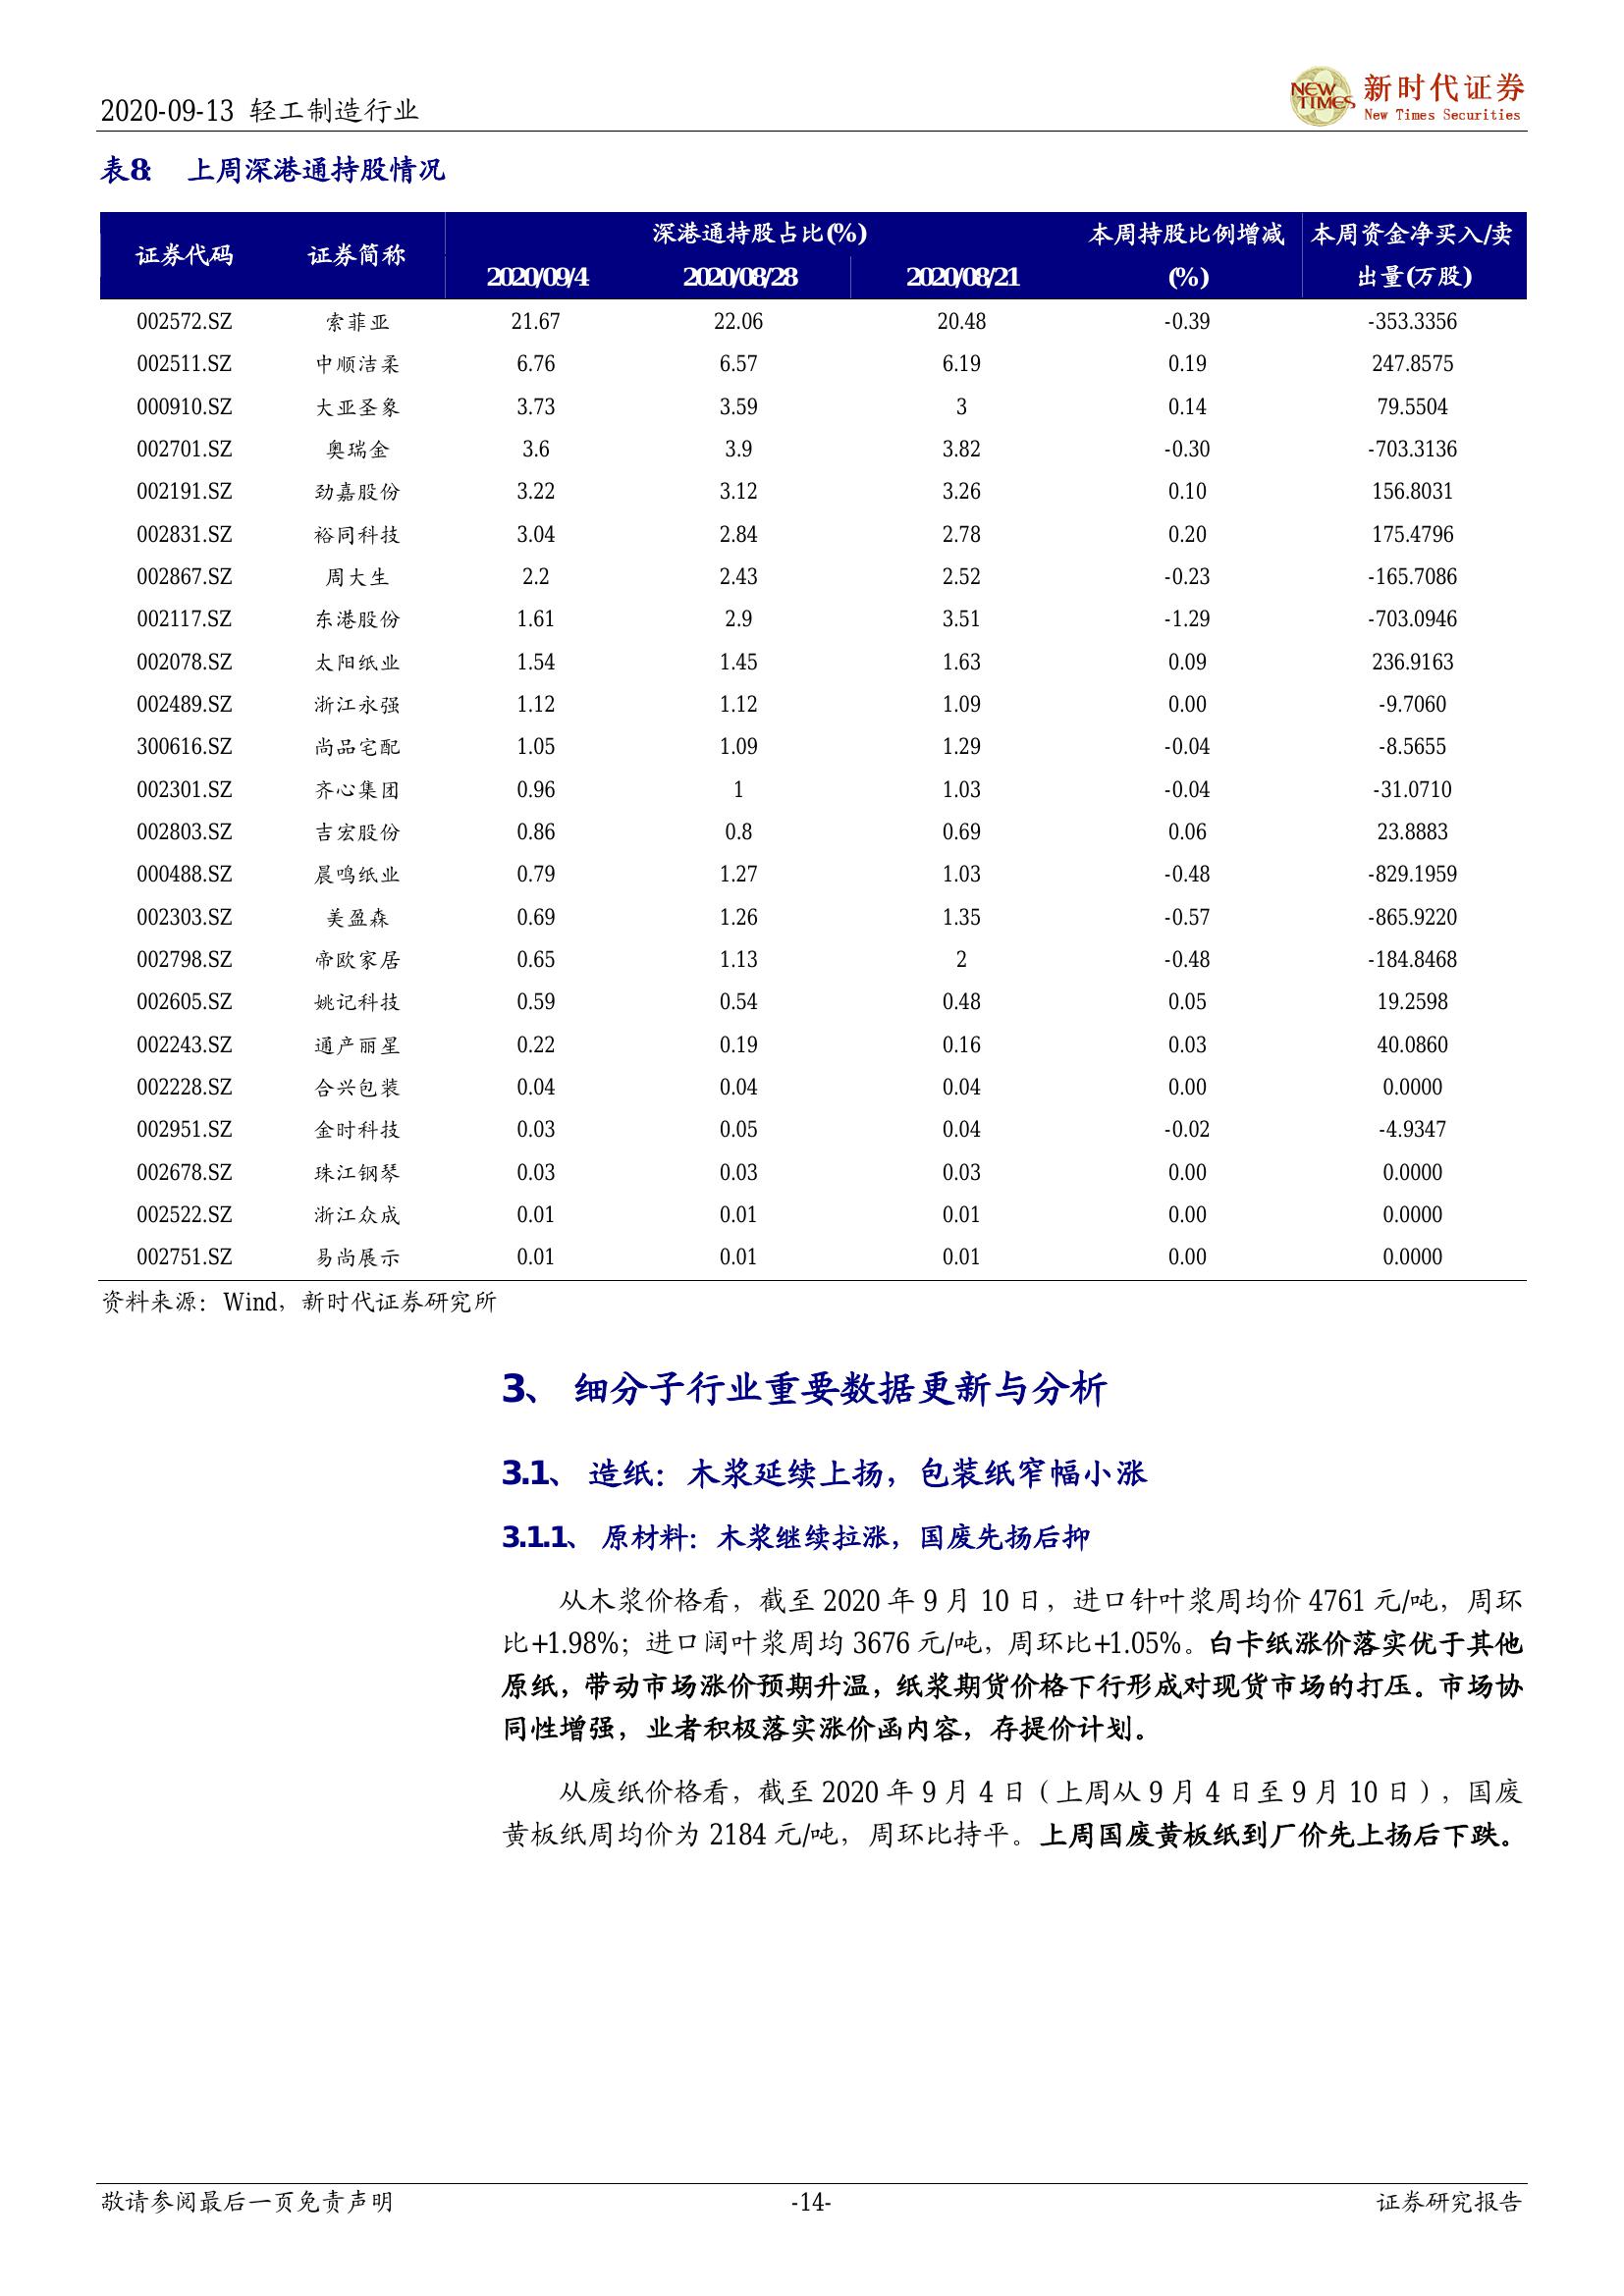 2020-09-13 轻工制造行业
NEW TIMES 新时代证券
New Times Securities
表8： 上周深港通持股情况
证券代码 证券简称 深港通持股占比(%) 本周持股比例增减(%) 本周资金净买入/卖出量(万股)
2020/09/4 2020/08/28 2020/08/21
002572.SZ 索菲亚 21.67 22.06 20.48 -0.39 -353.3356
002511.SZ 中顺洁柔 6.76 6.57 6.19 0.19 247.8575
000910.SZ 大亚圣象 3.73 3.59 3 0.14 79.5504
002701.SZ 奥瑞金 3.6 3.9 3.82 -0.30 -703.3136
002191.SZ 劲嘉股份 3.22 3.12 3.26 0.10 156.8031
002831.SZ 裕同科技 3.04 2.84 2.78 0.20 175.4796
002867.SZ 周大生 2.2 2.43 2.52 -0.23 -165.7086
002117.SZ 东港股份 1.61 2.9 3.51 -1.29 -703.0946
002078.SZ 太阳纸业 1.54 1.45 1.63 0.09 236.9163
002489.SZ 浙江永强 1.12 1.12 1.09 0.00 -9.7060
300616.SZ 尚品宅配 1.05 1.09 1.29 -0.04 -8.5655
002301.SZ 齐心集团 0.96 1 1.03 -0.04 -31.0710
002803.SZ 吉宏股份 0.86 0.8 0.69 0.06 23.8883
000488.SZ 晨鸣纸业 0.79 1.27 1.03 -0.48 -829.1959
002303.SZ 美盈森 0.69 1.26 1.35 -0.57 -865.9220
002798.SZ 帝欧家居 0.65 1.13 2 -0.48 -184.8468
002605.SZ 姚记科技 0.59 0.54 0.48 0.05 19.2598
002243.SZ 通产丽星 0.22 0.19 0.16 0.03 40.0860
002228.SZ 合兴包装 0.04 0.04 0.04 0.00 0.0000
002951.SZ 金时科技 0.03 0.05 0.04 -0.02 -4.9347
002678.SZ 珠江钢琴 0.03 0.03 0.03 0.00 0.0000
002522.SZ 浙江众成 0.01 0.01 0.01 0.00 0.0000
002751.SZ 易尚展示 0.01 0.01 0.01 0.00 0.0000
资料来源：Wind，新时代证券研究所
3、 细分子行业重要数据更新与分析
3.1、 造纸：木浆延续上扬，包装纸窄幅小涨
3.1.1、 原材料：木浆继续拉涨，国废先扬后抑
从木浆价格看，截至 2020 年 9 月 10 日，进口针叶浆周均价 4761 元/吨，周环
比+1.98%；进口阔叶浆周均 3676 元/吨，周环比+1.05%。白卡纸涨价落实优于其他
原纸，带动市场涨价预期升温，纸浆期货价格下行形成对现货市场的打压。市场协
同性增强，业者积极落实涨价函内容，存提价计划。
从废纸价格看，截至 2020 年 9 月 4 日（上周从 9 月 4 日至 9 月 10 日），国废
黄板纸周均价为 2184 元/吨，周环比持平。上周国废黄板纸到厂价先上扬后下跌。
敬请参阅最后一页免责声明 -14- 证券研究报告